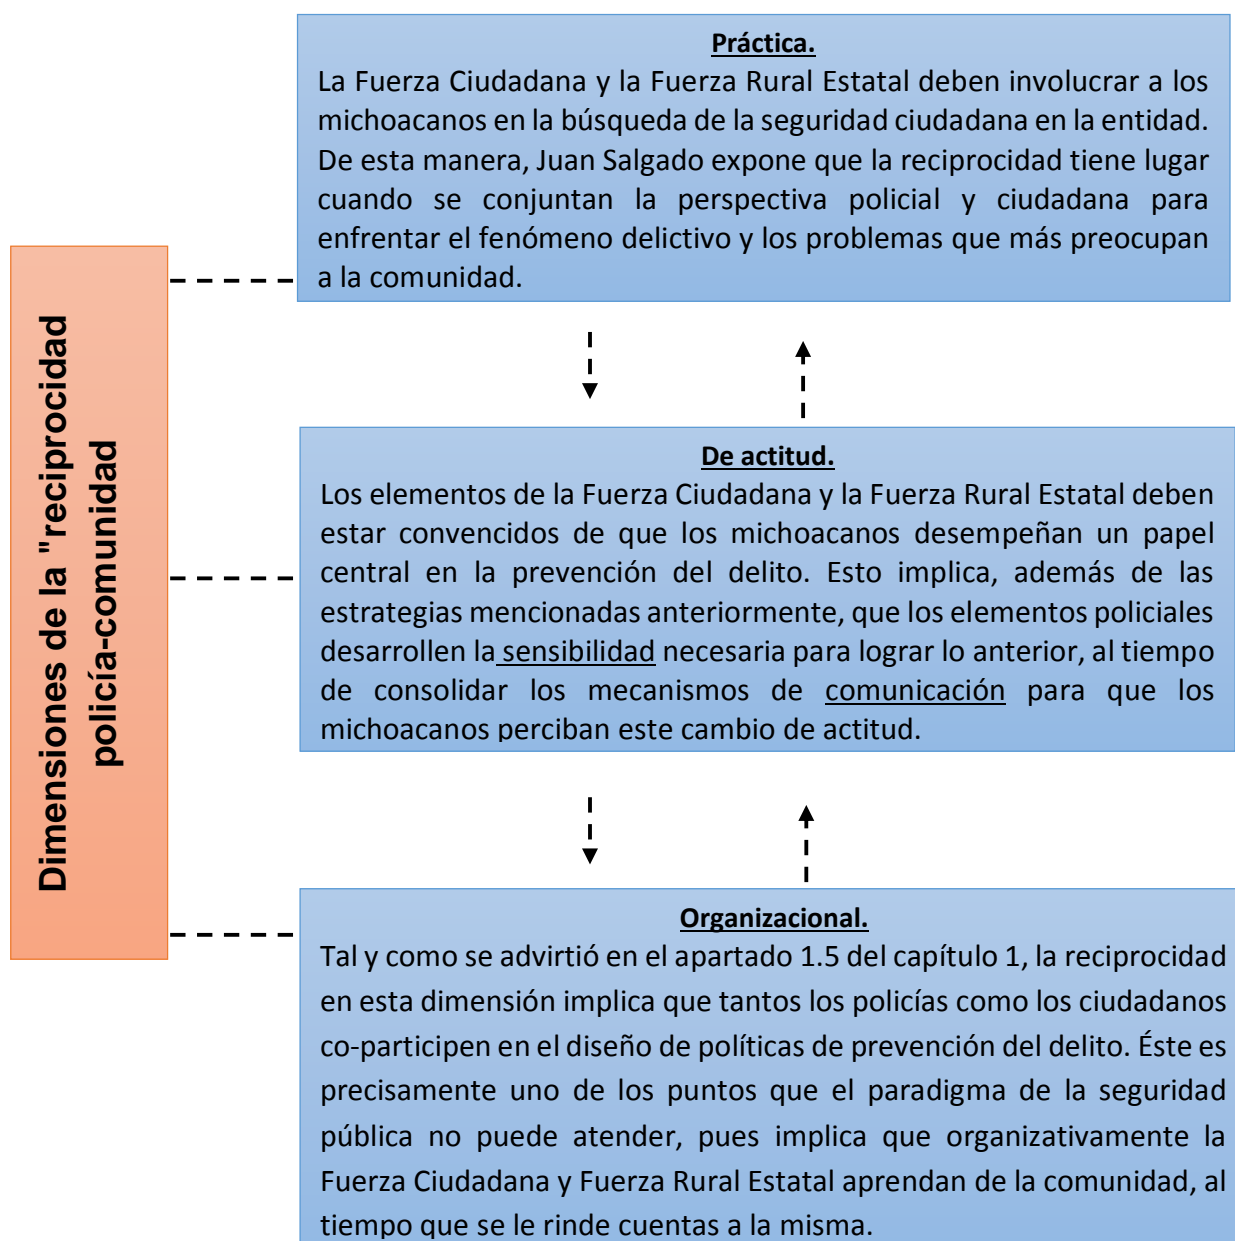 Dimensiones de la "reciprocidad
policía-comunidad
Práctica.
La Fuerza Ciudadana y la Fuerza Rural Estatal deben involucrar a los
michoacanos en la búsqueda de la seguridad ciudadana en la entidad.
De esta manera, Juan Salgado expone que la reciprocidad tiene lugar
cuando se conjuntan la perspectiva policial y ciudadana para
enfrentar el fenómeno delictivo y los problemas que más preocupan
a la comunidad.
De actitud.
Los elementos de la Fuerza Ciudadana y la Fuerza Rural Estatal deben
estar convencidos de que los michoacanos desempeñan un papel
central en la prevención del delito. Esto implica, además de las
estrategias mencionadas anteriormente, que los elementos policiales
desarrollen la sensibilidad necesaria para lograr lo anterior, al tiempo
de consolidar los mecanismos de comunicación para que los
michoacanos perciban este cambio de actitud.
Organizacional.
Tal y como se advirtió en el apartado 1.5 del capítulo 1, la reciprocidad
en esta dimensión implica que tantos los policías como los ciudadanos
co-participen en el diseño de políticas de prevención del delito. Éste es
precisamente uno de los puntos que el paradigma de la seguridad
pública no puede atender, pues implica que organizativamente la
Fuerza Ciudadana y Fuerza Rural Estatal aprendan de la comunidad, al
tiempo que se le rinde cuentas a la misma.